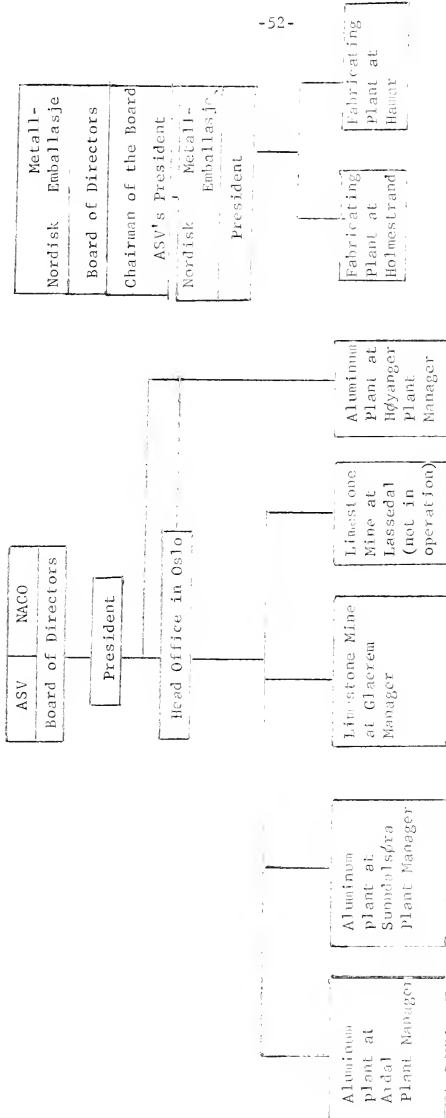 -52-
ASV NACO
Board of Directors
President
Head Office in Oslo
Aluminum
plant at
Ardal
Plant Manager
Aluminum
plant at
Sunndalsøra
Plant Manager
Limestone Mine
at Glaerem
Manager
Limestone
Mine at
Lassedal
(not in
operation)
Aluminum
Plant at
Høyanger
Plant
Manager
Metall-
Nordisk Emballasje
Board of Directors
Chairman of the Board
ASV's President
Nordisk Metall-
Emballasje
President
Fabricating
Plant at
Holmestrand
Fabricating
Plant at
Hamar